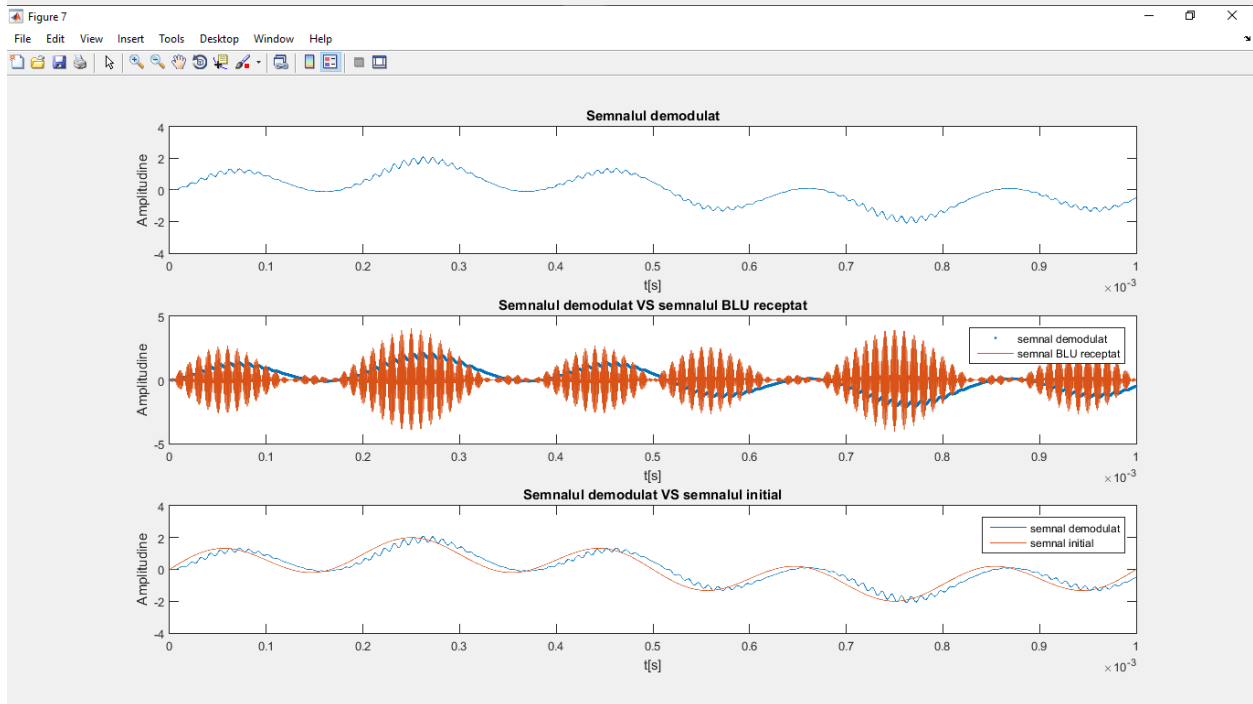 Figure 7
File Edit View Insert Tools Desktop Window Help
Semnalul demodulat
Amplitudine
4
2
0
-2
-4
0 0.1 0.2 0.3 0.4 0.5 0.6 0.7 0.8 0.9 1
t[s]
×10-3
Semnalul demodulat VS semnalul BLU receptat
Amplitudine
5
0
-5
semnal demodulat
semnal BLU receptat
0 0.1 0.2 0.3 0.4 0.5 0.6 0.7 0.8 0.9 1
t[s]
×10-3
Semnalul demodulat VS semnalul initial
Amplitudine
4
2
0
-2
-4
semnal demodulat
semnal initial
0 0.1 0.2 0.3 0.4 0.5 0.6 0.7 0.8 0.9 1
t[s]
×10-3